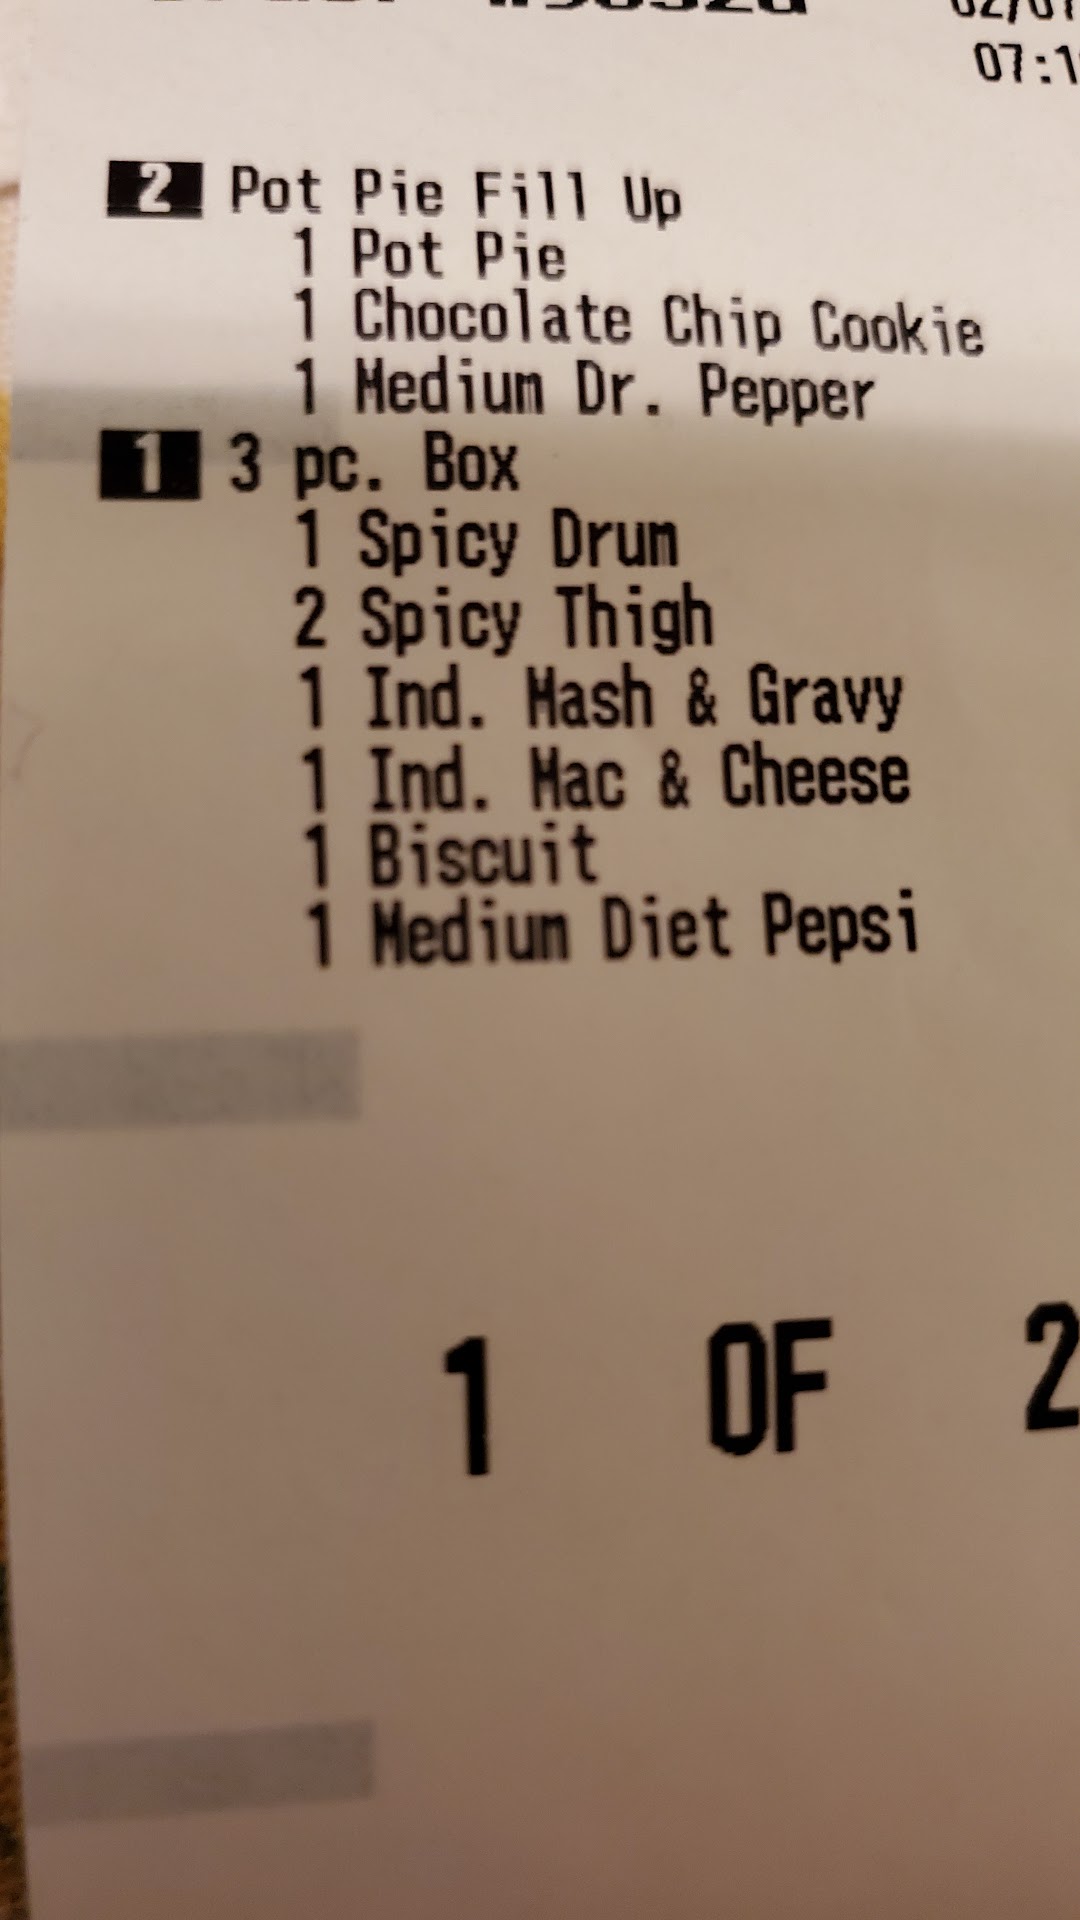 2 Pot Pie Fill Up
1 Pot Pie
1 Chocolate Chip Cookie
1 Medium Dr. Pepper
1 3 pc. Box
1 Spicy Drum
2 Spicy Thigh
1 Ind. Mash & Gravy
1 Ind. Mac & Cheese
1 Biscuit
1 Medium Diet Pepsi
1 OF 2